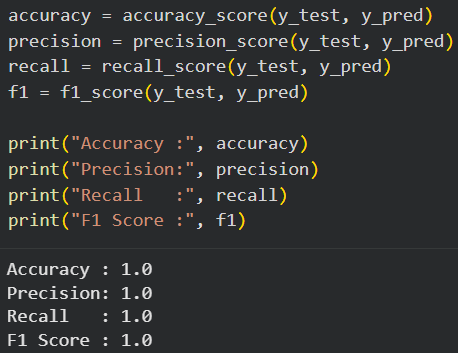 accuracy = accuracy_score(y_test, y_pred)
precision = precision_score(y_test, y_pred)
recall = recall_score(y_test, y_pred)
f1 = f1_score(y_test, y_pred)
print("Accuracy :", accuracy)
print("Precision:", precision)
print("Recall   :", recall)
print("F1 Score :", f1)
Accuracy : 1.0
Precision: 1.0
Recall   : 1.0
F1 Score : 1.0